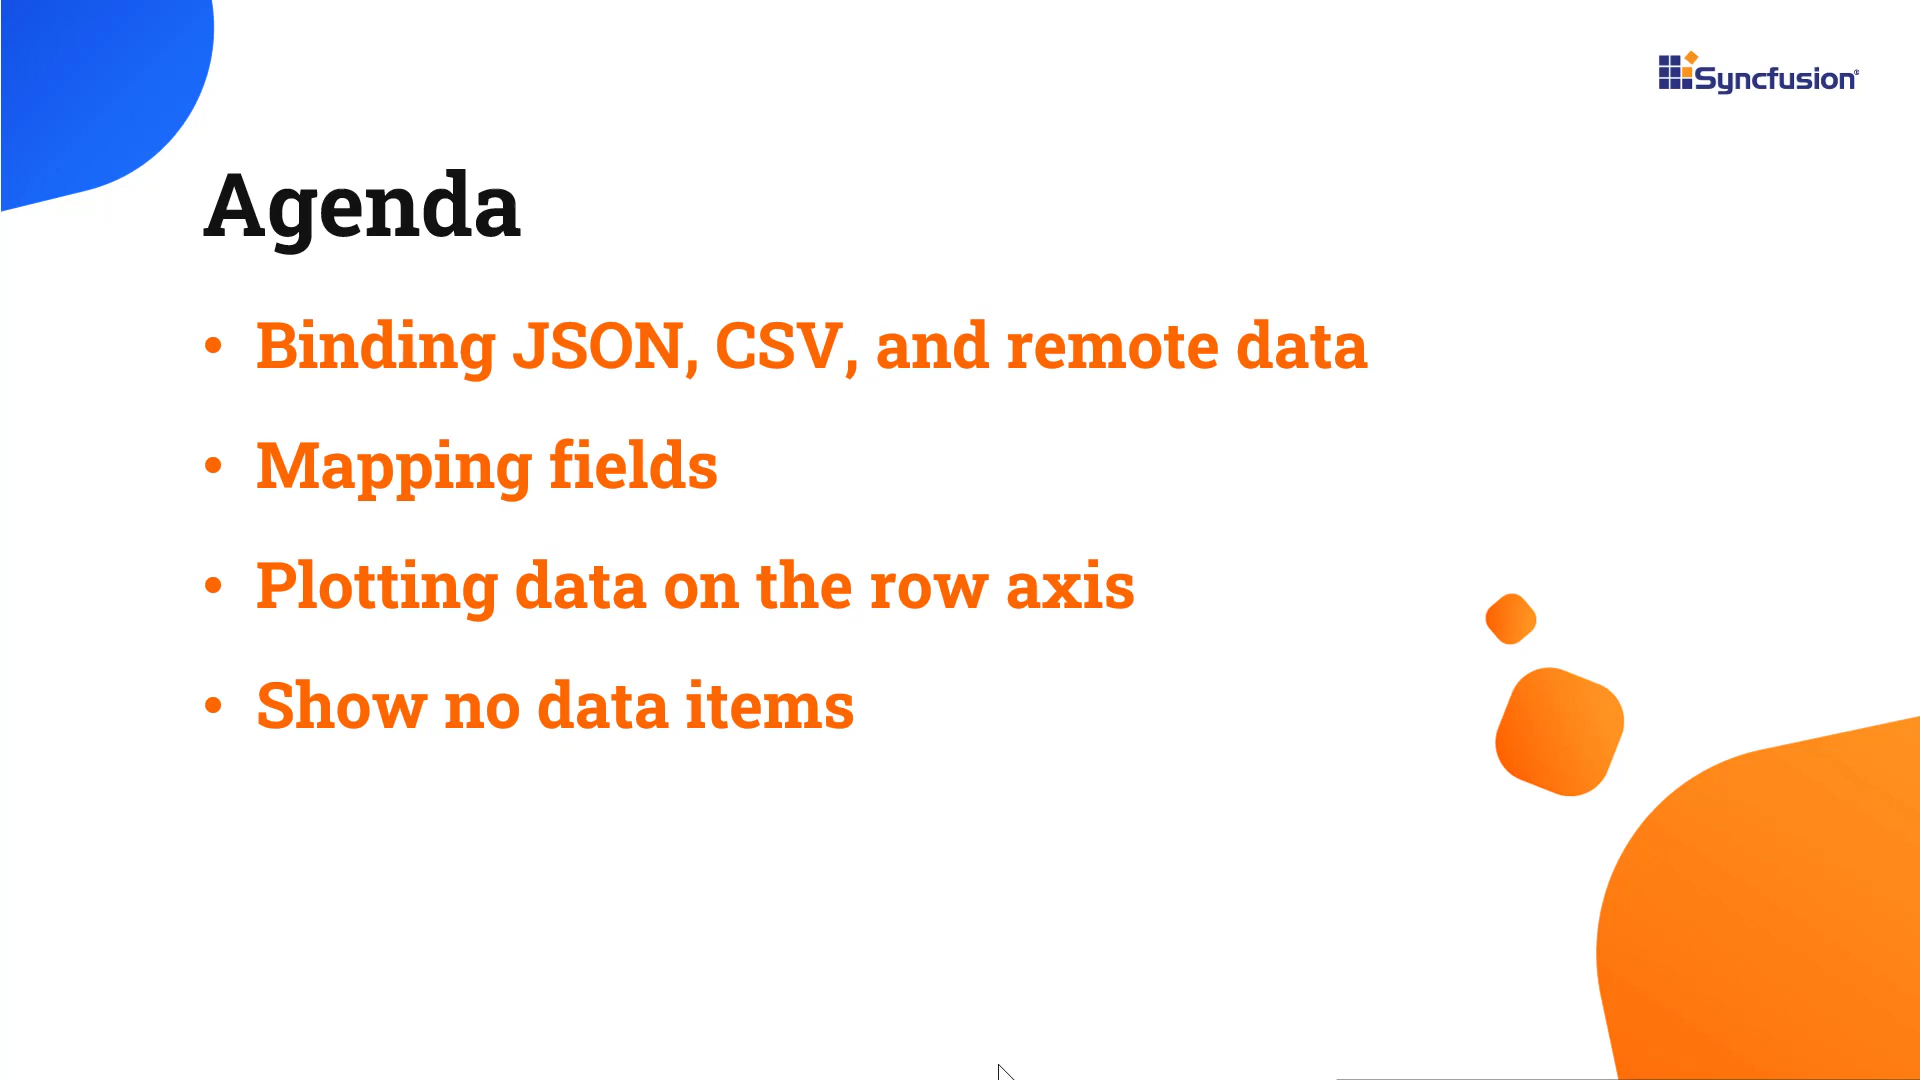 Syncfusion®
Agenda
• Binding JSON, CSV, and remote data
• Mapping fields
• Plotting data on the row axis
• Show no data items